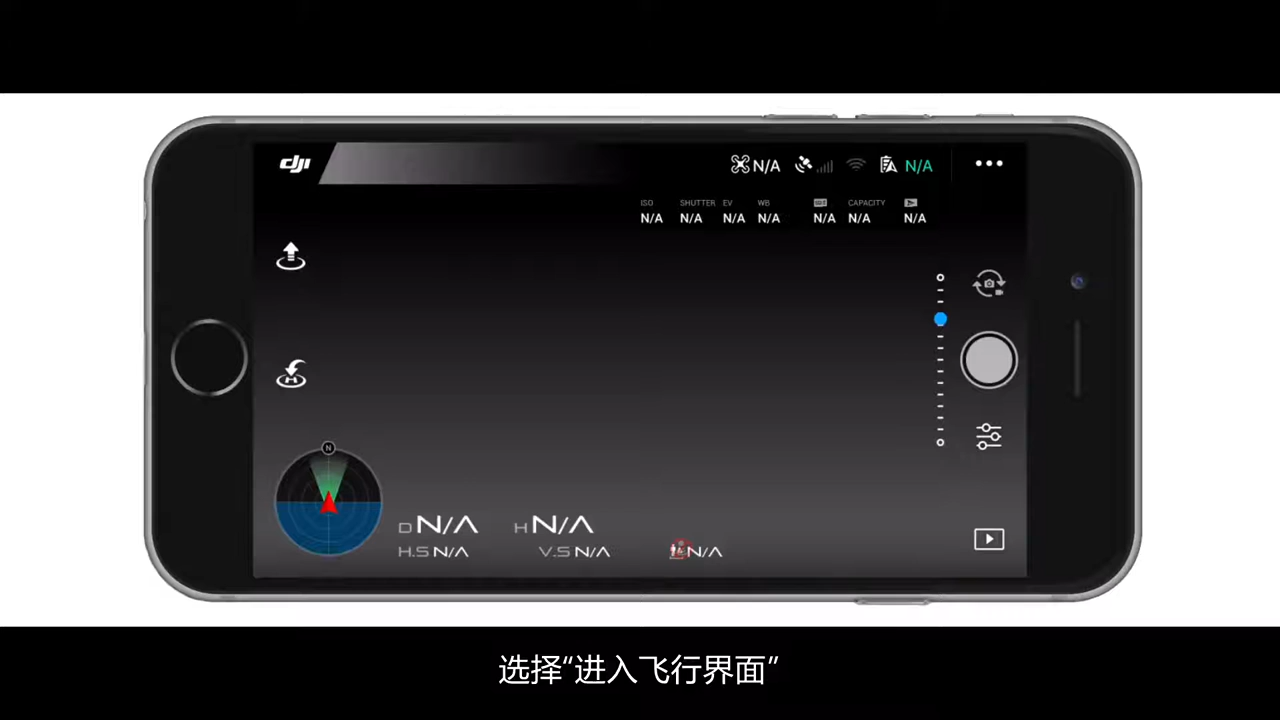 dji
N/A
N/A
ISO SHUTTER EV WB CAPACITY
N/A N/A N/A N/A N/A N/A N/A
N
D N/A H N/A
H.S N/A V.S N/A N/A
选择“进入飞行界面”